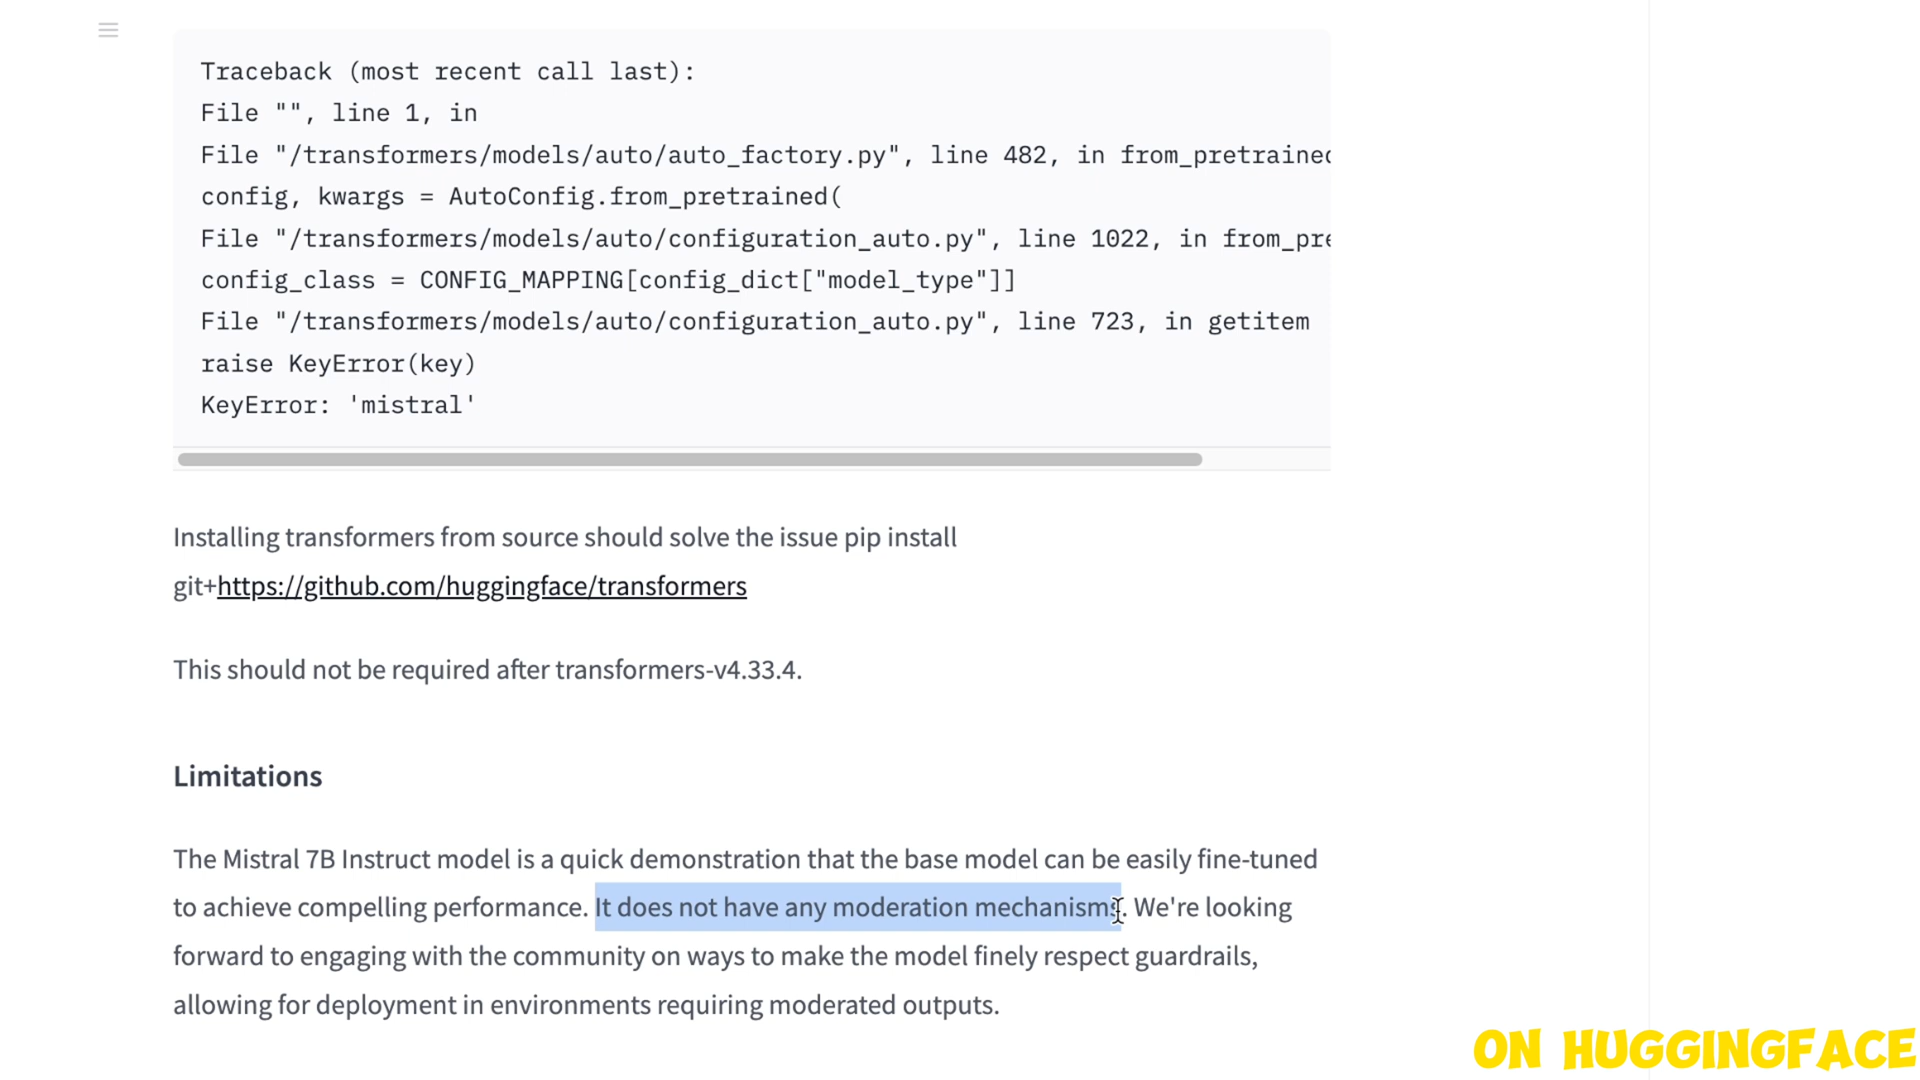 Traceback (most recent call last):
File "", line 1, in
File "/transformers/models/auto/auto_factory.py", line 482, in from_pretrained
config, kwargs = AutoConfig.from_pretrained(
File "/transformers/models/auto/configuration_auto.py", line 1022, in from_pre
config_class = CONFIG_MAPPING[config_dict["model_type"]]
File "/transformers/models/auto/configuration_auto.py", line 723, in getitem
raise KeyError(key)
KeyError: 'mistral'
Installing transformers from source should solve the issue pip install
git+https://github.com/huggingface/transformers
This should not be required after transformers-v4.33.4.
Limitations
The Mistral 7B Instruct model is a quick demonstration that the base model can be easily fine-tuned
to achieve compelling performance. It does not have any moderation mechanisms. We're looking
forward to engaging with the community on ways to make the model finely respect guardrails,
allowing for deployment in environments requiring moderated outputs.
ON HUGGINGFACE